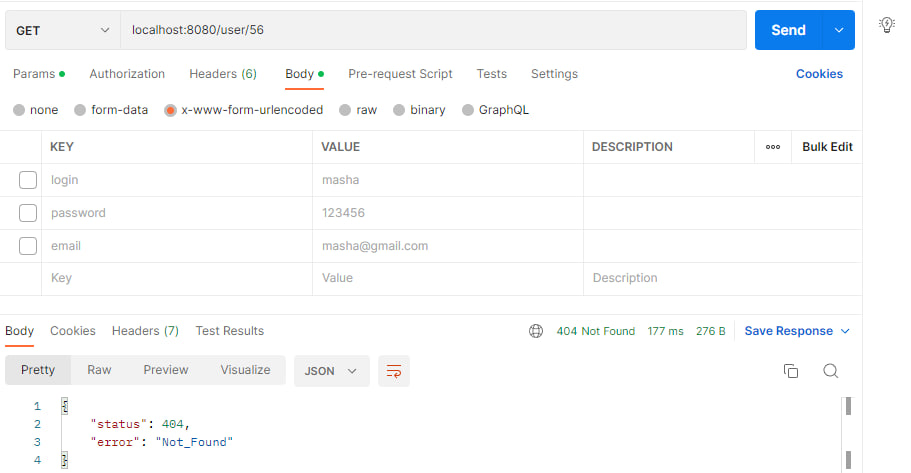 GET localhost:8080/user/56 Send
Params Authorization Headers (6) Body Pre-request Script Tests Settings Cookies
none form-data x-www-form-urlencoded raw binary GraphQL
KEY VALUE DESCRIPTION ooo Bulk Edit
login masha
password 123456
email masha@gmail.com
Key Value Description
Body Cookies Headers (7) Test Results 404 Not Found 177 ms 276 B Save Response
Pretty Raw Preview Visualize JSON
1 {
2 "status": 404,
3 "error": "Not_Found"
4 }